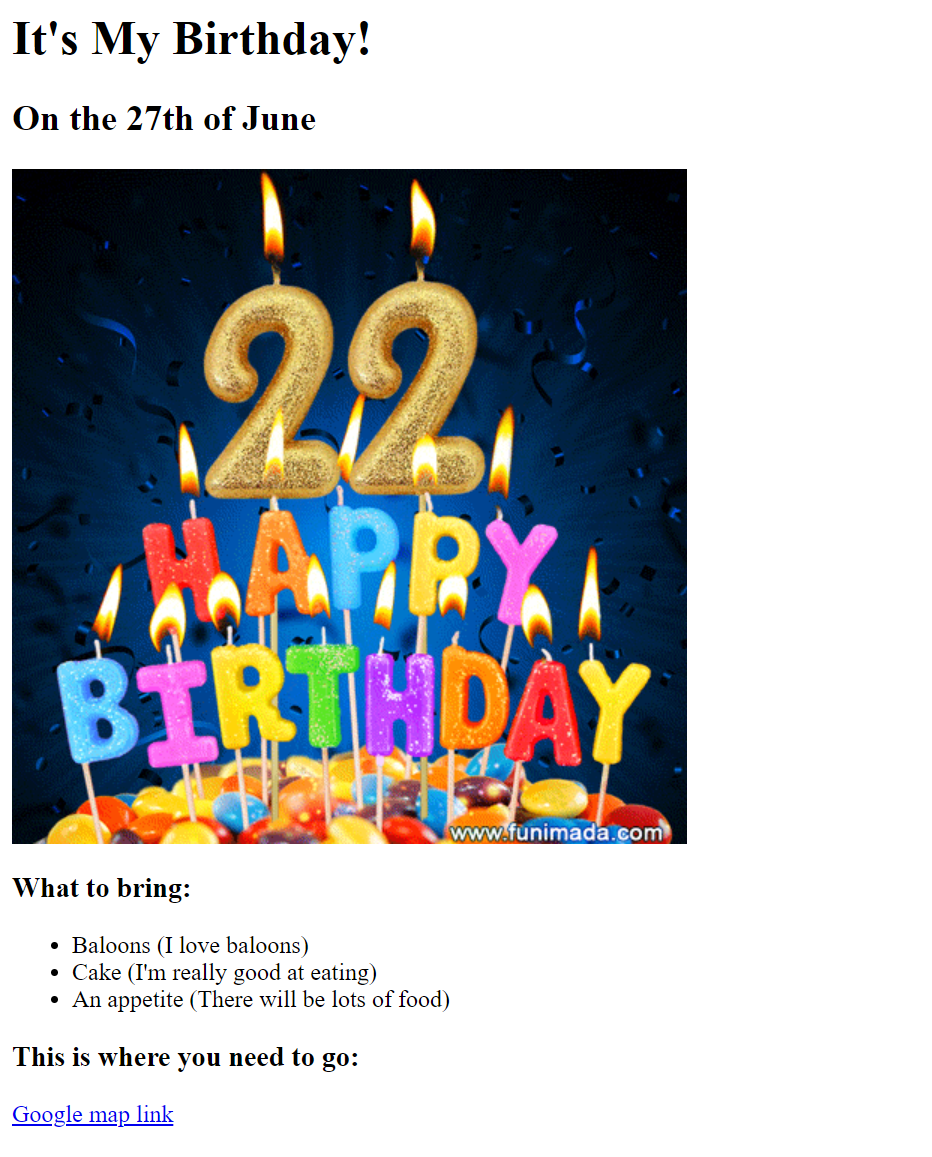 It's My Birthday!
On the 27th of June
22
HAPPY
BIRTHDAY
www.funimada.com
What to bring:
• Baloons (I love baloons)
• Cake (I'm really good at eating)
• An appetite (There will be lots of food)
This is where you need to go:
Google map link